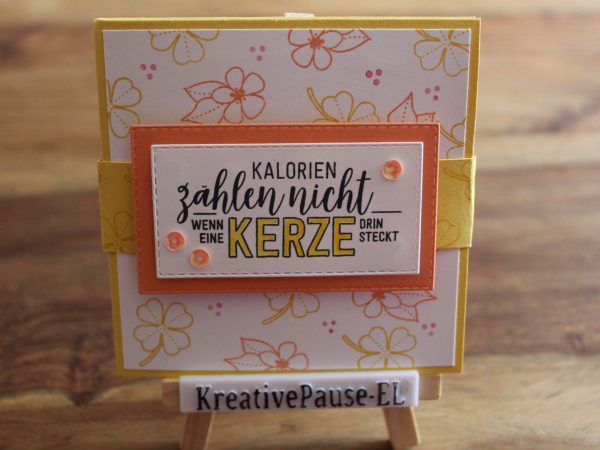 KALORIEN
zählen nicht
WENN EINE KERZE DRIN STECKT
KreativePause-EL